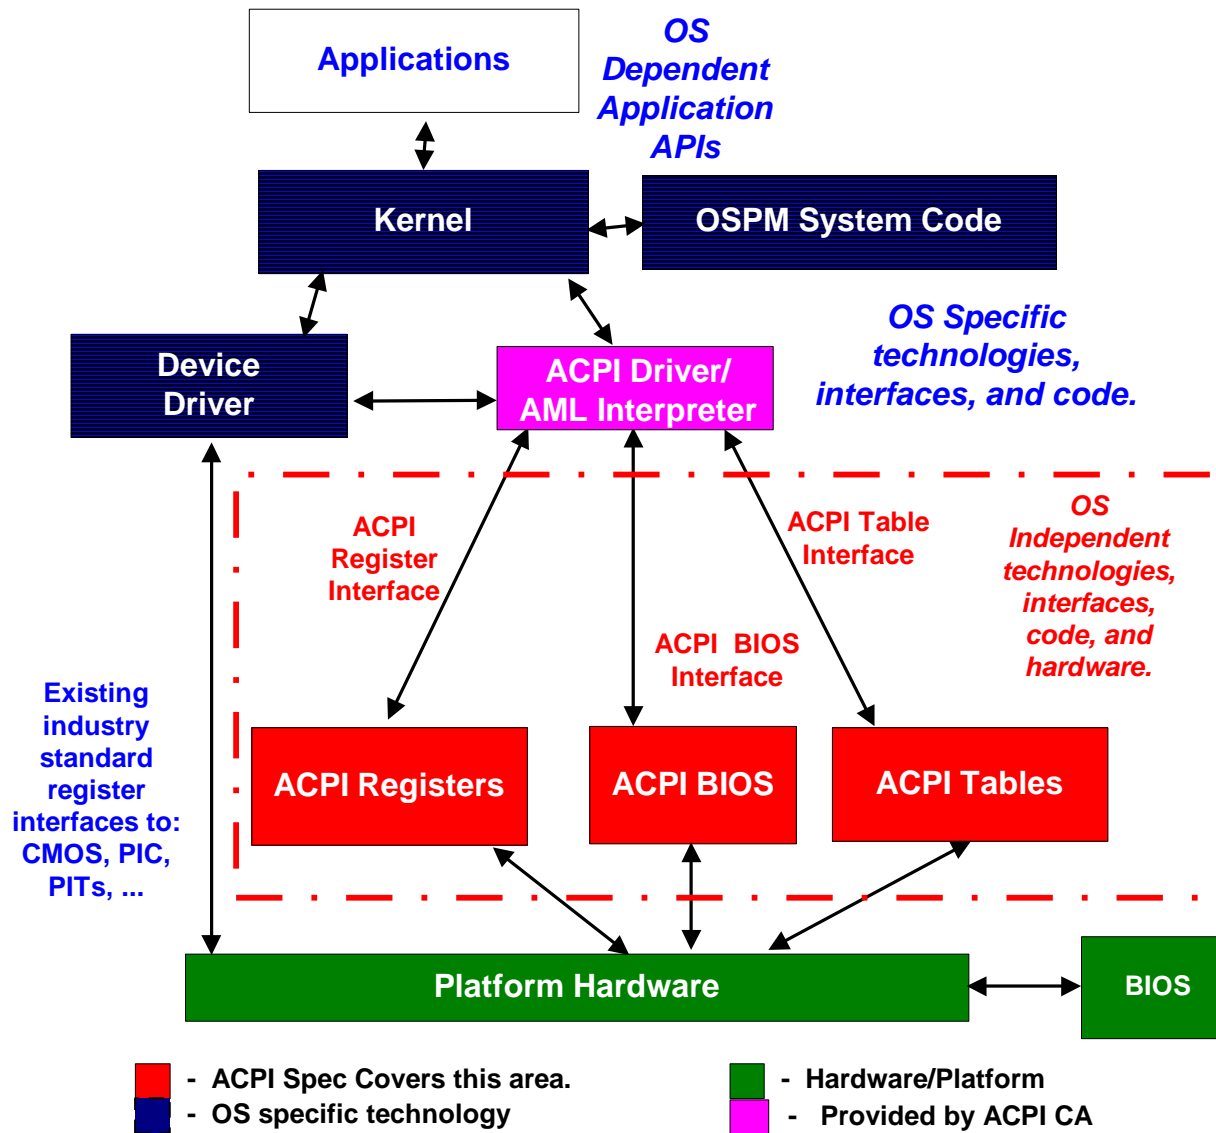 Applications
OS
Dependent
Application
APIs
Kernel
OSPM System Code
OS Specific
technologies,
interfaces, and code.
Device
Driver
ACPI Driver/
AML Interpreter
ACPI
Register
Interface
ACPI Table
Interface
OS
Independent
technologies,
interfaces,
code, and
hardware.
ACPI  BIOS
Interface
Existing
industry
standard
register
interfaces to:
CMOS, PIC,
PITs, ...
ACPI Registers
ACPI BIOS
ACPI Tables
Platform Hardware
BIOS
- ACPI Spec Covers this area.
- OS specific technology
- Hardware/Platform
- Provided by ACPI CA